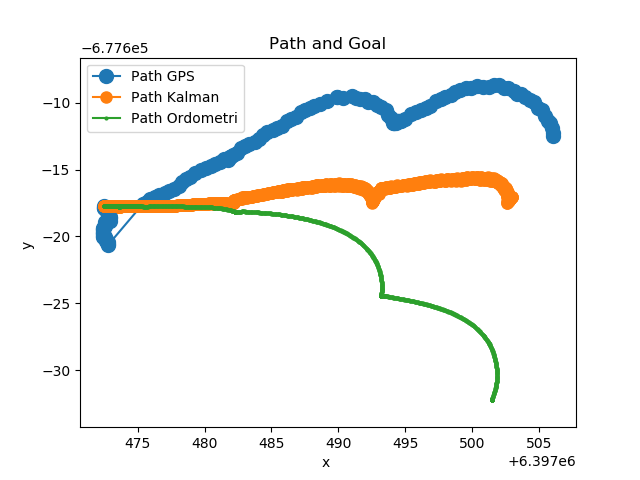 Path and Goal
−6.776e5
Path GPS
Path Kalman
Path Ordometri
y
−10
−15
−20
−25
−30
475 480 485 490 495 500 505
x
+6.397e6